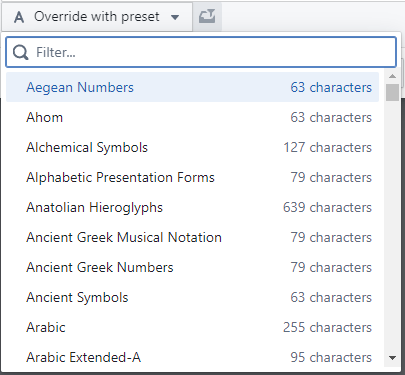 A Override with preset
Filter...
Aegean Numbers 63 characters
Ahom 63 characters
Alchemical Symbols 127 characters
Alphabetic Presentation Forms 79 characters
Anatolian Hieroglyphs 639 characters
Ancient Greek Musical Notation 79 characters
Ancient Greek Numbers 79 characters
Ancient Symbols 63 characters
Arabic 255 characters
Arabic Extended-A 95 characters